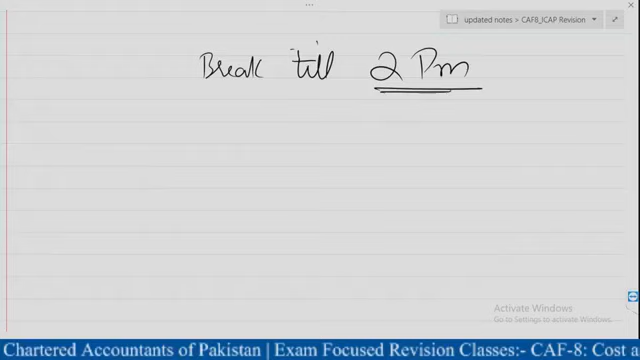 updated notes > CAF8_ICAP Revision
Break till 2 Pm
Activate Windows
Go to Settings to activate Windows.
Chartered Accountants of Pakistan | Exam Focused Revision Classes:- CAF-8: Cost a